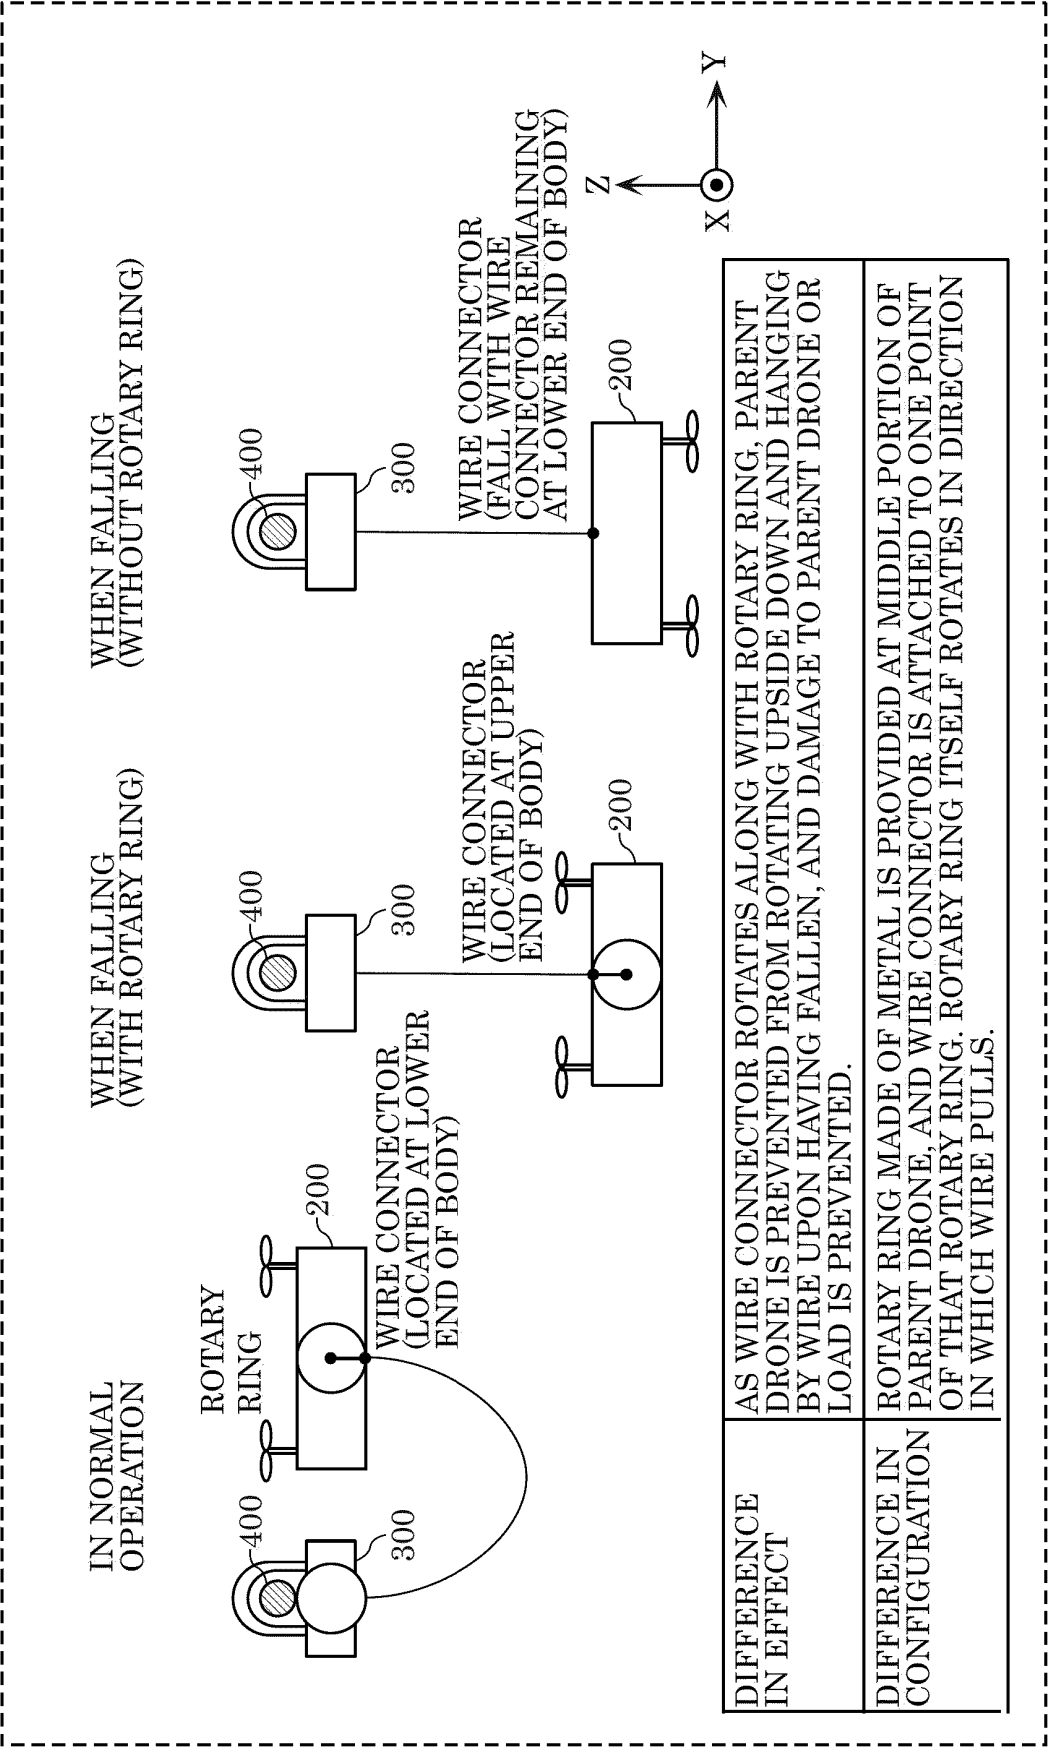 IN NORMAL
OPERATION
WHEN FALLING
(WITH ROTARY RING)
WHEN FALLING
(WITHOUT ROTARY RING)
ROTARY
RING
400
200
300
WIRE CONNECTOR
(LOCATED AT LOWER
END OF BODY)
400
300
WIRE CONNECTOR
(LOCATED AT UPPER
END OF BODY)
200
400
300
WIRE CONNECTOR
(FALL WITH WIRE
CONNECTOR REMAINING
AT LOWER END OF BODY)
200
Z
Y
X
DIFFERENCE
IN EFFECT
AS WIRE CONNECTOR ROTATES ALONG WITH ROTARY RING, PARENT
DRONE IS PREVENTED FROM ROTATING UPSIDE DOWN AND HANGING
BY WIRE UPON HAVING FALLEN, AND DAMAGE TO PARENT DRONE OR
LOAD IS PREVENTED.
DIFFERENCE IN
CONFIGURATION
ROTARY RING MADE OF METAL IS PROVIDED AT MIDDLE PORTION OF
PARENT DRONE, AND WIRE CONNECTOR IS ATTACHED TO ONE POINT
OF THAT ROTARY RING. ROTARY RING ITSELF ROTATES IN DIRECTION
IN WHICH WIRE PULLS.